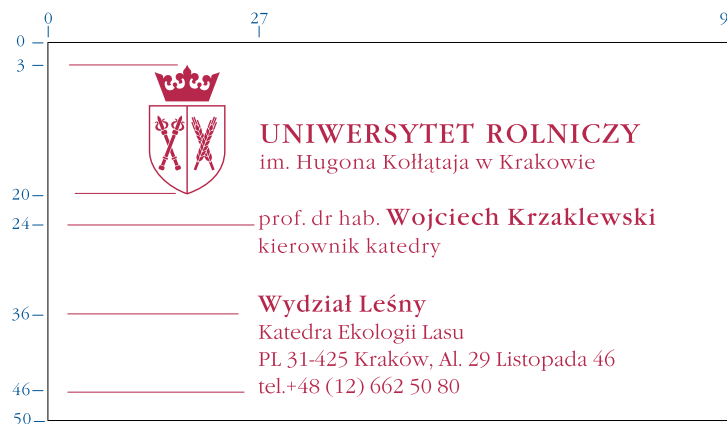 0 27 9
0
3
UNIWERSYTET ROLNICZY
im. Hugona Kołłątaja w Krakowie
20
24 prof. dr hab. Wojciech Krzaklewski
kierownik katedry
Wydział Leśny
36
Katedra Ekologii Lasu
PL 31-425 Kraków, Al. 29 Listopada 46
46 tel.+48 (12) 662 50 80
50